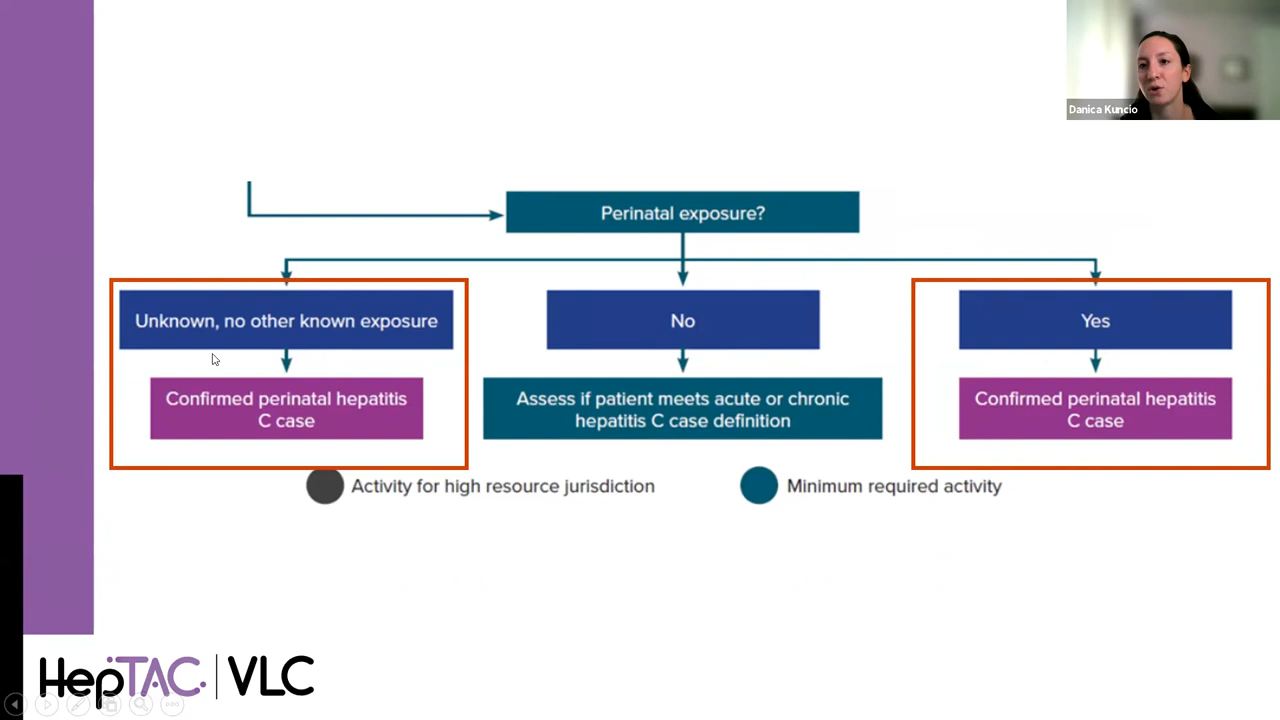 Danica Kuncio
Perinatal exposure?
Unknown, no other known exposure
No
Yes
Confirmed perinatal hepatitis
C case
Assess if patient meets acute or chronic
hepatitis C case definition
Confirmed perinatal hepatitis
C case
Activity for high resource jurisdiction
Minimum required activity
HepTAC VLC